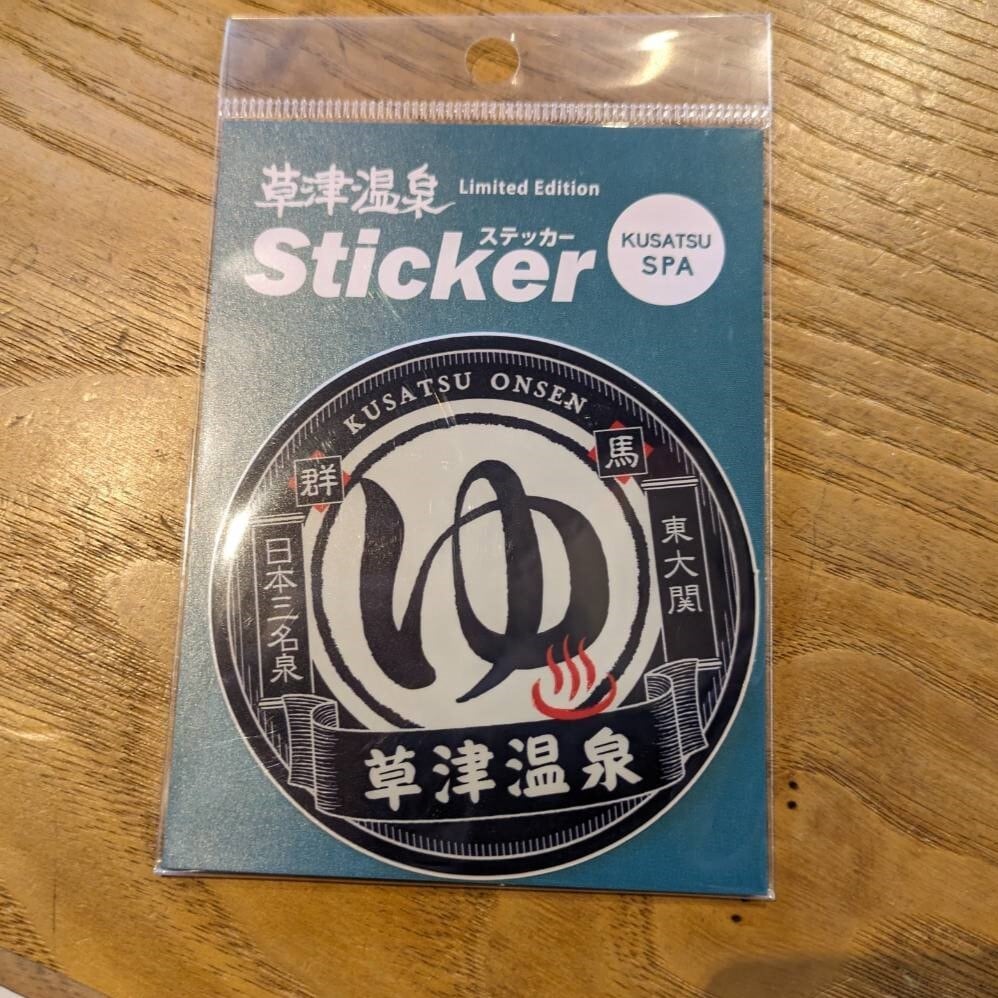 草津温泉 Limited Edition
ステッカー
Sticker
KUSATSU
SPA
KUSATSU ONSEN
群馬
ゆ
日本三名泉
東大関
草津温泉